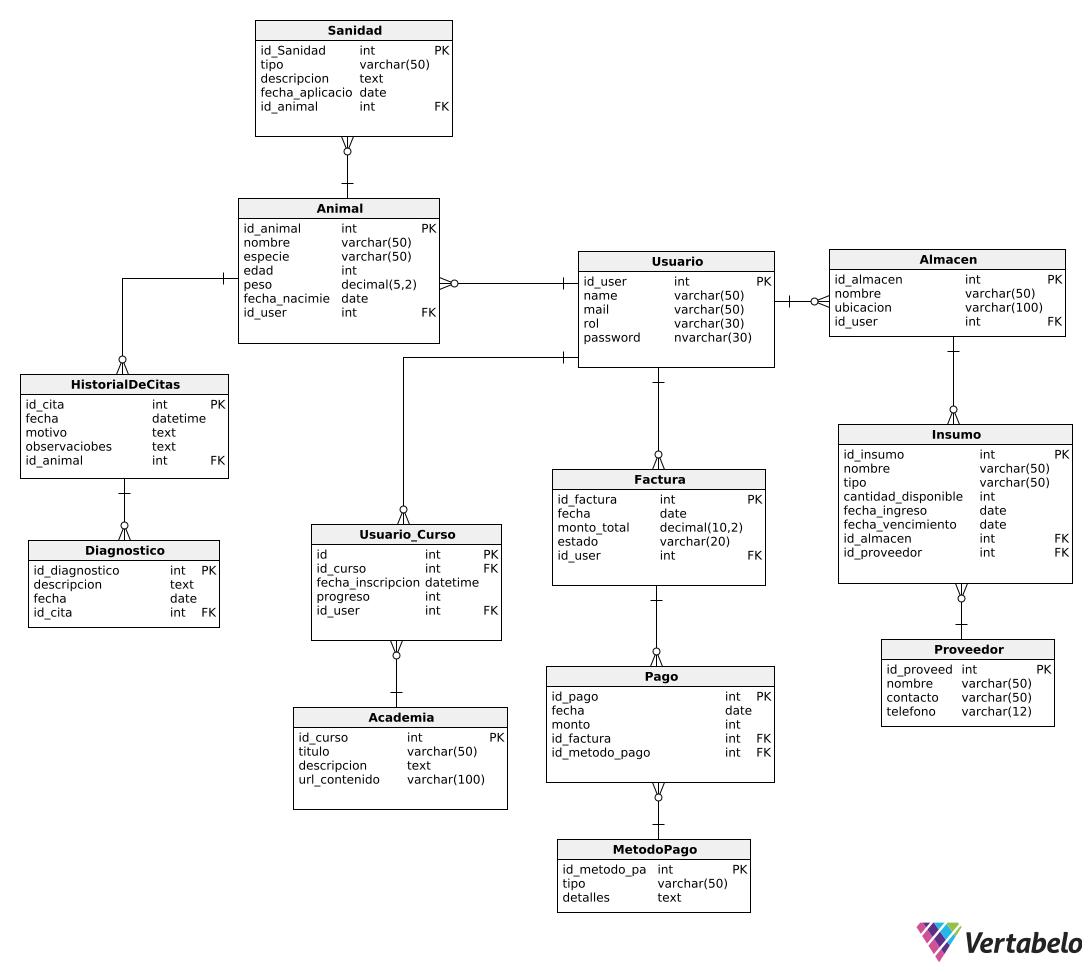 Sanidad
id_Sanidad int PK
tipo varchar(50)
descripcion text
fecha_aplicacio date
id_animal int FK
Animal
id_animal int PK
nombre varchar(50)
especie varchar(50)
edad int
peso decimal(5,2)
fecha_nacimie date
id_user int FK
Usuario
id_user int PK
name varchar(50)
mail varchar(50)
rol varchar(30)
password nvarchar(30)
Almacen
id_almacen int PK
nombre varchar(50)
ubicacion varchar(100)
id_user int FK
HistorialDeCitas
id_cita int PK
fecha datetime
motivo text
observaciobes text
id_animal int FK
Insumo
id_insumo int PK
nombre varchar(50)
tipo varchar(50)
cantidad_disponible int
fecha_ingreso date
fecha_vencimiento date
id_almacen int FK
id_proveedor int FK
Factura
id_factura int PK
fecha date
monto_total decimal(10,2)
estado varchar(20)
id_user int FK
Usuario_Curso
id int PK
id_curso int FK
fecha_inscripcion datetime
progreso int
id_user int FK
Diagnostico
id_diagnostico int PK
descripcion text
fecha date
id_cita int FK
Proveedor
id_proveed int PK
nombre varchar(50)
contacto varchar(50)
telefono varchar(12)
Pago
id_pago int PK
fecha date
monto int
id_factura int FK
id_metodo_pago int FK
Academia
id_curso int PK
titulo varchar(50)
descripcion text
url_contenido varchar(100)
MetodoPago
id_metodo_pa int PK
tipo varchar(50)
detalles text
Vertabelo